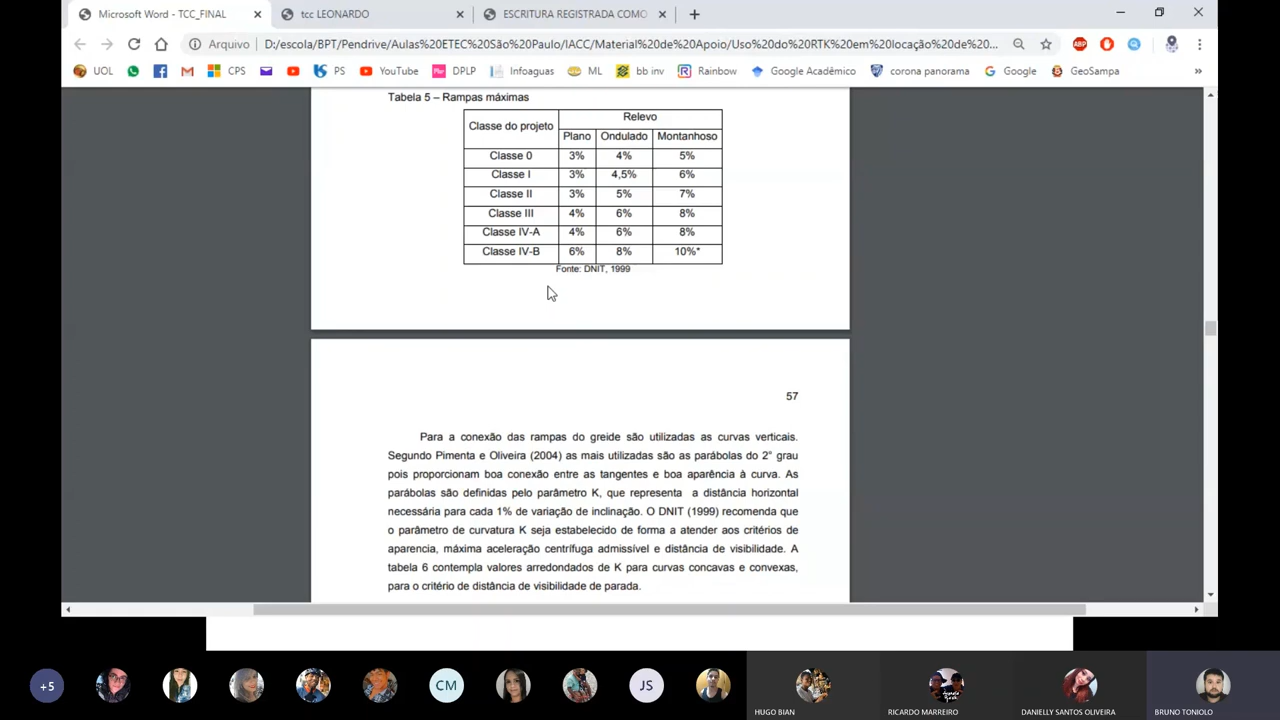 Microsoft Word - TCC_FINAL
tcc LEONARDO
ESCRITURA REGISTRADA COMO
Arquivo
D:/escola/BPT/Pendrive/Aulas%20ETEC%20São%20Paulo/IACC/Material%20de%20Apoio/Uso%20do%20RTK%20em%20locação%20de%20...
ABP
UOL
CPS
PS
YouTube
DPLP
Infoaguas
ML
bb inv
Rainbow
Google Acadêmico
corona panorama
Google
GeoSampa
»
Tabela 5 – Rampas máximas
Classe do projeto Relevo
Plano Ondulado Montanhoso
Classe 0 3% 4% 5%
Classe I 3% 4,5% 6%
Classe II 3% 5% 7%
Classe III 4% 6% 8%
Classe IV-A 4% 6% 8%
Classe IV-B 6% 8% 10%*
Fonte: DNIT, 1999
57
Para a conexão das rampas do greide são utilizadas as curvas verticais.
Segundo Pimenta e Oliveira (2004) as mais utilizadas são as parábolas do 2° grau
pois proporcionam boa conexão entre as tangentes e boa aparência à curva. As
parábolas são definidas pelo parâmetro K, que representa a distância horizontal
necessária para cada 1% de variação de inclinação. O DNIT (1999) recomenda que
o parâmetro de curvatura K seja estabelecido de forma a atender aos critérios de
aparencia, máxima aceleração centrífuga admissível e distância de visibilidade. A
tabela 6 contempla valores arredondados de K para curvas concavas e convexas,
para o critério de distância de visibilidade de parada.
+5
CM
JS
HUGO BIAN
RICARDO MARREIRO
DANIELLY SANTOS OLIVEIRA
BRUNO TONIOLO